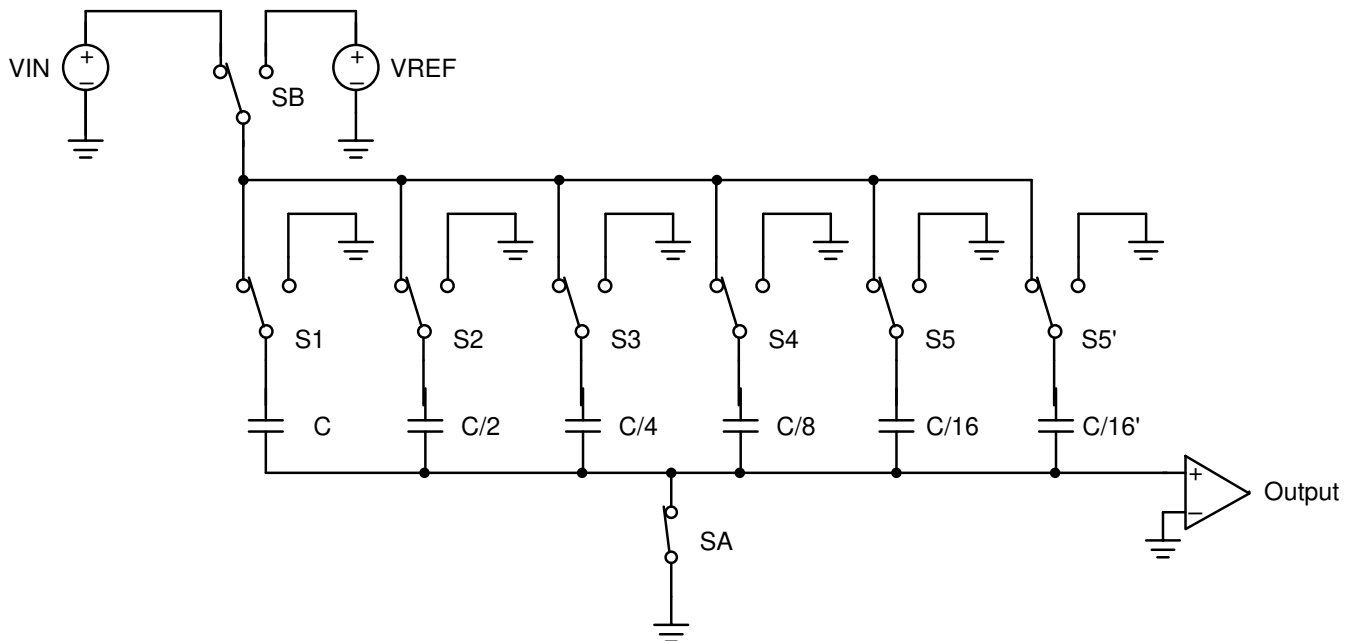 VIN
+
−
SB
+
−
VREF
S1
S2
S3
S4
S5
S5'
C
C/2
C/4
C/8
C/16
C/16'
+
−
Output
SA